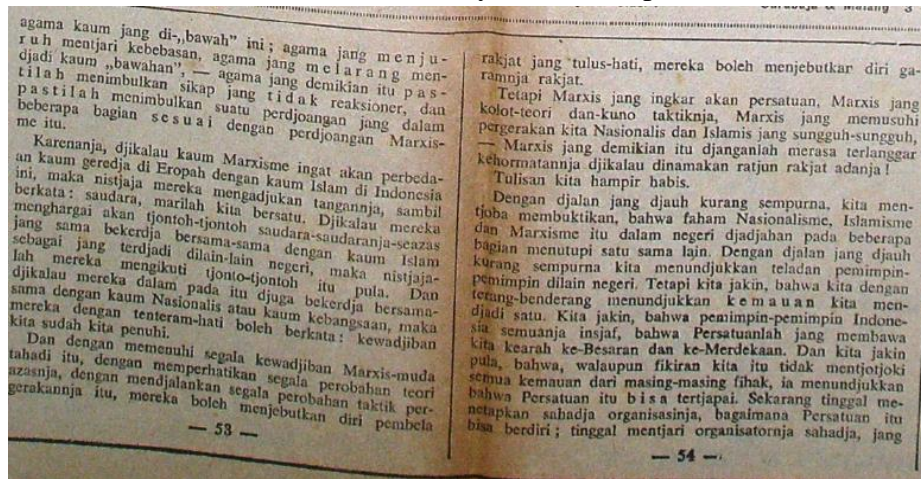 & Malang 3
agama kaum jang di-„bawah” ini; agama jang menju-
ruh mentjari kebebasan, agama jang melarang men-
djadi kaum „bawahan”, — agama jang demikian itu pas-
tilah menimbulkan sikap jang tidak reaksioner, dan
pastilah menimbulkan suatu perdjoangan jang dalam
beberapa bagian sesuai dengan perdjoangan Marxis-
me itu.
Karenanja, djikalau kaum Marxisme ingat akan perbeda-
an kaum geredja di Eropah dengan kaum Islam di Indonesia
ini, maka nistjaja mereka mengadjukan tangannja, sambil
berkata: saudara, marilah kita bersatu. Djikalau mereka
menghargai akan tjontoh-tjontoh saudara-saudaranja-seazas
jang sama bekerdja bersama-sama dengan kaum Islam
sebagai jang terdjadi dilain-lain negeri, maka nistjaja-
lah mereka mengikuti tjonto-tjontoh itu pula. Dan
djikalau mereka dalam pada itu djuga bekerdja bersama-
sama dengan kaum Nasionalis atau kaum kebangsaan, maka
mereka dengan tenteram-hati boleh berkata: kewadjiban
kita sudah kita penuhi.
Dan dengan memenuhi segala kewadjiban Marxis-muda
tahadi itu, dengan memperhatikan segala perobahan teori
azasnja, dengan mendjalankan segala perobahan taktik per-
gerakannja itu, mereka boleh menjebutkan diri pembela
— 53 —
rakjat jang tulus-hati, mereka boleh menjebutkar diri ga-
ramnja rakjat.
Tetapi Marxis jang ingkar akan persatuan, Marxis jang
kolot-teori dan-kuno taktiknja, Marxis jang memusuhi
pergerakan kita Nasionalis dan Islamis jang sungguh-sungguh,
— Marxis jang demikian itu djanganlah merasa terlanggar
kehormatannja djikalau dinamakan ratjun rakjat adanja!
Tulisan kita hampir habis.
Dengan djalan jang djauh kurang sempurna, kita men-
tjoba membuktikan, bahwa faham Nasionalisme, Islamisme
dan Marxisme itu dalam negeri djadjahan pada beberapa
bagian menutupi satu sama lajn. Dengan djalan jang djauh
kurang sempurna kita menundjukkan teladan pemimpin-
pemimpin dilain negeri. Tetapi kita jakin, bahwa kita dengan
terang-benderang menundjukkan kemauan kita men-
djadi satu. Kita jakin, bahwa pemimpin-pemimpin Indone-
sia semuanja insjaf, bahwa Persatuanlah jang membawa
kita kearah ke-Besaran dan ke-Merdekaan. Dan kita jakin
pula, bahwa, walaupun fikiran kita itu tidak mentjotjoki
semua kemauan dari masing-masing fihak, ia menundjukkan
bahwa Persatuan itu bisa tertjapai. Sekarang tinggal me-
netapkan sahadja organisasinja, bagaimana Persatuan itu
bisa berdiri; tinggal mentjari organisatornja sahadja, jang
— 54 —